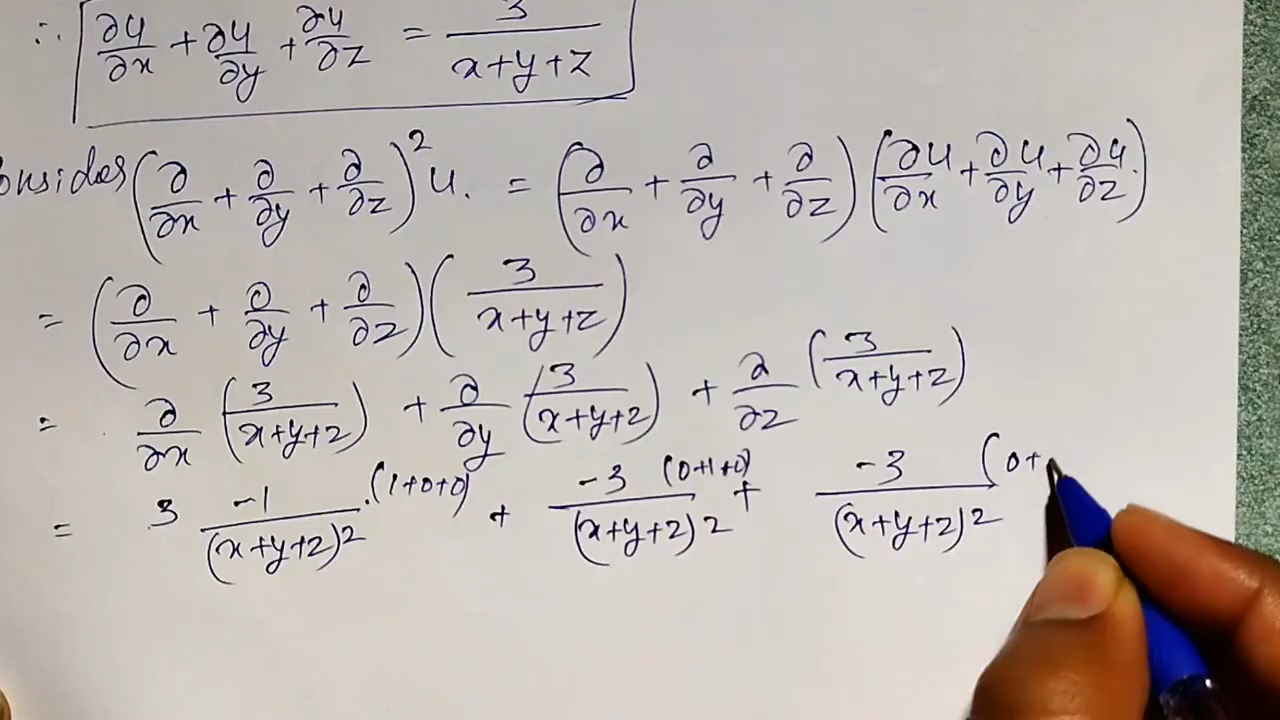 ∴ ∂u/∂x + ∂u/∂y + ∂u/∂z = 3/(x+y+z)
onsider (∂/∂x + ∂/∂y + ∂/∂z)² u. = (∂/∂x + ∂/∂y + ∂/∂z) (∂u/∂x + ∂u/∂y + ∂u/∂z)
= (∂/∂x + ∂/∂y + ∂/∂z) (3/(x+y+z))
= ∂/∂x (3/(x+y+z)) + ∂/∂y (3/(x+y+z)) + ∂/∂z (3/(x+y+z))
= 3 -1/(x+y+z)² · (1+0+0) + -3/(x+y+z)² (0+1+0) + -3/(x+y+z)² (0+